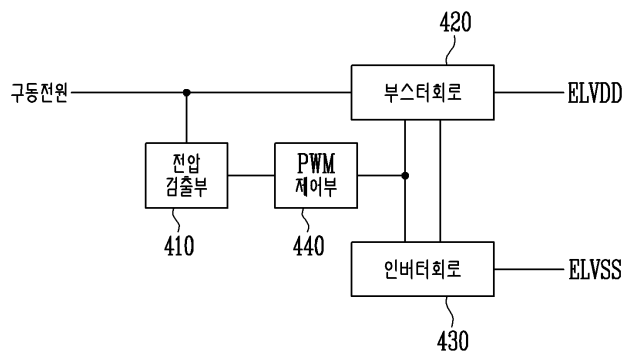 420
구동전원
부스터회로
ELVDD
전압
검출부
PWM
제어부
410
440
인버터회로
ELVSS
430